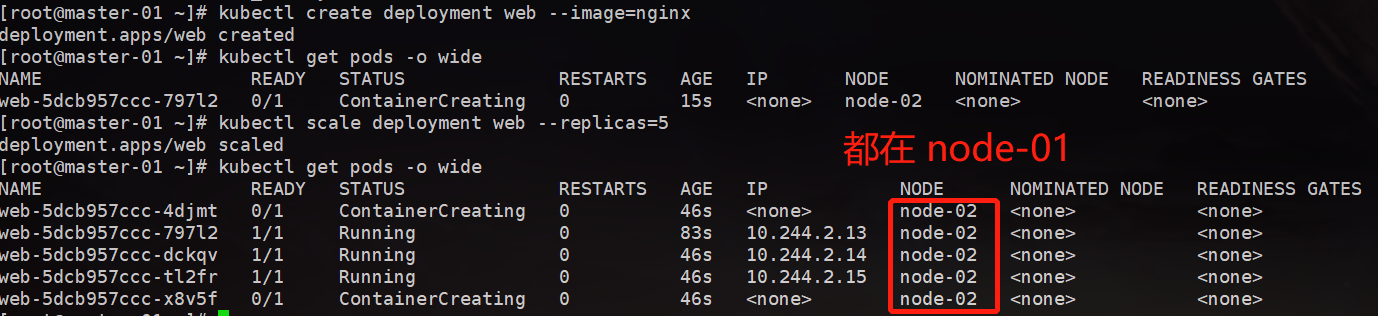 [root@master-01 ~]# kubectl create deployment web --image=nginx
deployment.apps/web created
[root@master-01 ~]# kubectl get pods -o wide
NAME READY STATUS RESTARTS AGE IP NODE NOMINATED NODE READINESS GATES
web-5dcb957ccc-797l2 0/1 ContainerCreating 0 15s <none> node-02 <none> <none>
[root@master-01 ~]# kubectl scale deployment web --replicas=5
deployment.apps/web scaled
都在 node-01
[root@master-01 ~]# kubectl get pods -o wide
NAME READY STATUS RESTARTS AGE IP NODE NOMINATED NODE READINESS GATES
web-5dcb957ccc-4djmt 0/1 ContainerCreating 0 46s <none> node-02 <none> <none>
web-5dcb957ccc-797l2 1/1 Running 0 83s 10.244.2.13 node-02 <none> <none>
web-5dcb957ccc-dckqv 1/1 Running 0 46s 10.244.2.14 node-02 <none> <none>
web-5dcb957ccc-tl2fr 1/1 Running 0 46s 10.244.2.15 node-02 <none> <none>
web-5dcb957ccc-x8v5f 0/1 ContainerCreating 0 46s <none> node-02 <none> <none>
[root@master-01 ~]#